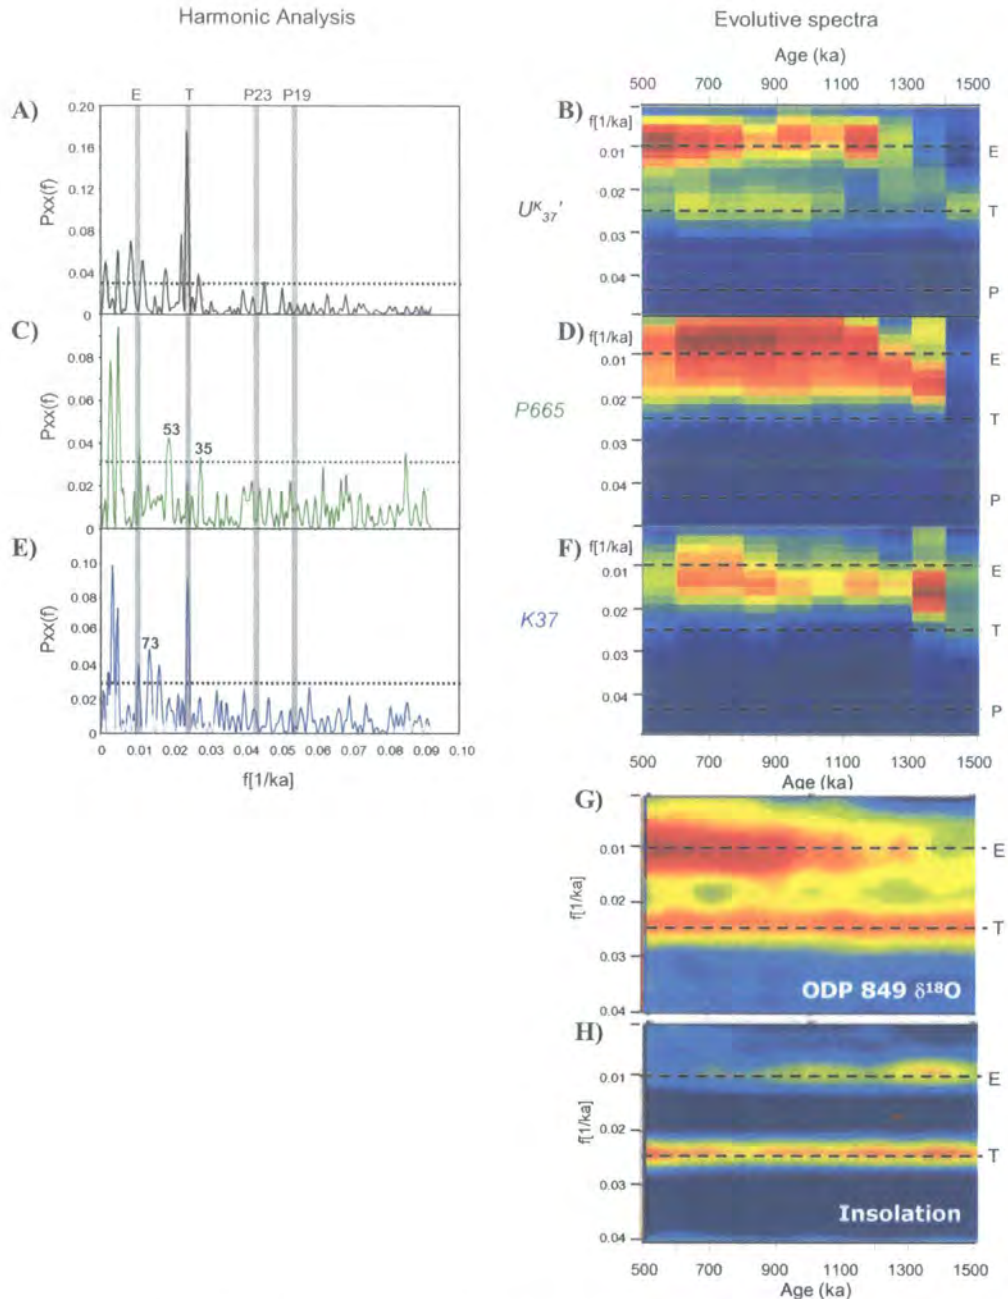 Harmonic Analysis
Evolutive spectra
Age (ka)
500 700 900 1100 1300 1500
A)
E T P23 P19
0.20
0.16
0.12
0.08
0.04
0
Pxx(f)
B)
f[1/ka]
0.01
0.02
0.03
0.04
E
T
P
U^K_37'
C)
0.08
0.06
0.04
0.02
0
Pxx(f)
53
35
D)
f[1/ka]
0.01
0.02
0.03
0.04
E
T
P
P665
E)
0.10
0.08
0.06
0.04
0.02
0
Pxx(f)
73
0 0.01 0.02 0.03 0.04 0.05 0.06 0.07 0.08 0.09 0.10
f[1/ka]
F)
f[1/ka]
0.01
0.02
0.03
0.04
E
T
P
K37
500 700 900 1100 1300 1500
Age (ka)
G)
0.01
0.02
0.03
0.04
f[1/ka]
E
T
ODP 849 δ¹⁸O
H)
0.01
0.02
0.03
0.04
f[1/ka]
E
T
Insolation
500 700 900 1100 1300 1500
Age (ka)